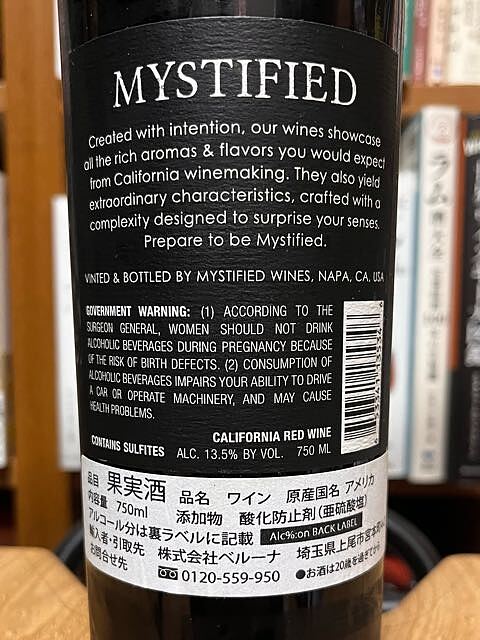 MYSTIFIED
Created with intention, our wines showcase
all the rich aromas & flavors you would expect
from California winemaking. They also yield
extraordinary characteristics, crafted with a
complexity designed to surprise your senses.
Prepare to be Mystified.
VINTED & BOTTLED BY MYSTIFIED WINES, NAPA, CA, USA
GOVERNMENT WARNING: (1) ACCORDING TO THE
SURGEON GENERAL, WOMEN SHOULD NOT DRINK
ALCOHOLIC BEVERAGES DURING PREGNANCY BECAUSE
OF THE RISK OF BIRTH DEFECTS. (2) CONSUMPTION OF
ALCOHOLIC BEVERAGES IMPAIRS YOUR ABILITY TO DRIVE
A CAR OR OPERATE MACHINERY, AND MAY CAUSE
HEALTH PROBLEMS.
CALIFORNIA RED WINE
CONTAINS SULFITES ALC. 13.5% BY VOL. 750 ML
品目 果実酒 品名 ワイン 原産国名 アメリカ
内容量 750ml 添加物 酸化防止剤(亜硫酸塩)
アルコール分は裏ラベルに記載 Alc%:on BACK LABEL
輸入者・引取先 株式会社ベルーナ 埼玉県上尾市宮本町
お問合せ先 0120-559-950 ●お酒は20歳を過ぎてから
ラム